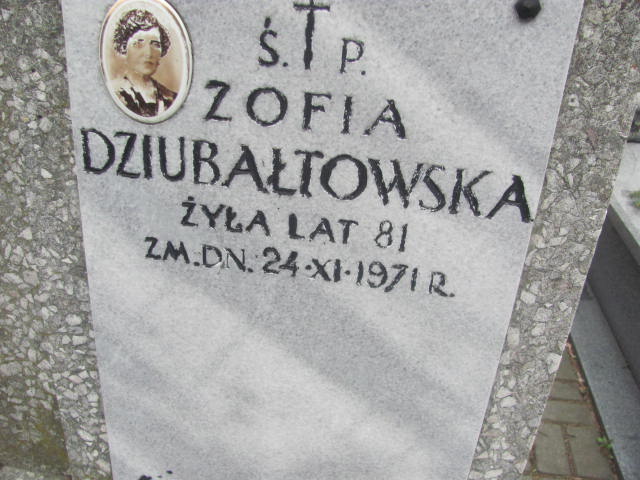 Ś. P.
ZOFIA
DZIUBAŁTOWSKA
ŻYŁA LAT 81
ZM. DN. 24·XI·1971 R.